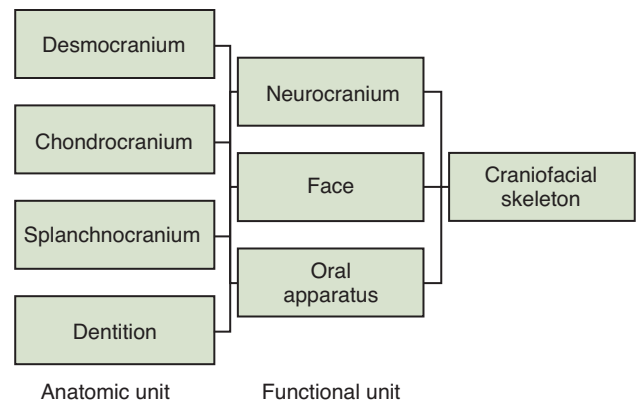 Desmocranium
Chondrocranium
Splanchnocranium
Dentition
Anatomic unit
Neurocranium
Face
Oral
apparatus
Functional unit
Craniofacial
skeleton